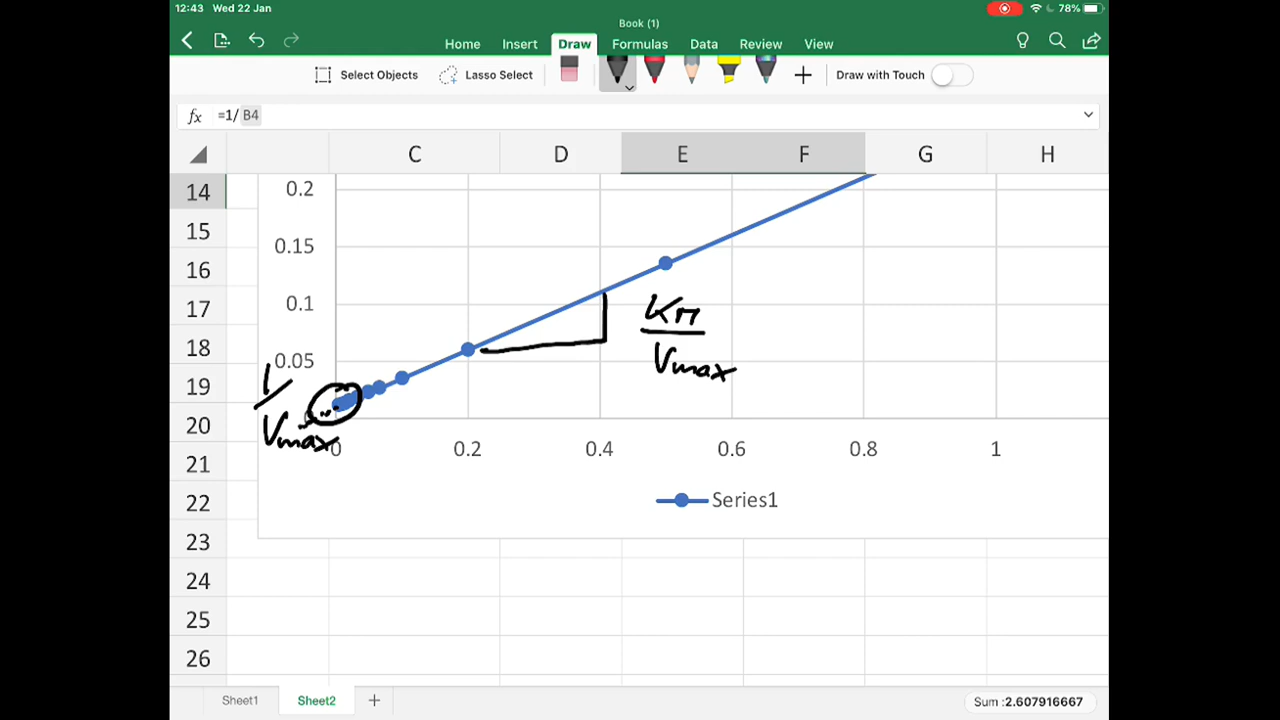 12:43 Wed 22 Jan
78%
Book (1)
Home Insert Draw Formulas Data Review View
Select Objects Lasso Select Draw with Touch
fx =1/ B4
C D E F G H
14
15
16
17
18
19
20
21
22
23
24
25
26
0.2
0.15
0.1
0.05
KM
Vmax
1/
Vmax
0 0.2 0.4 0.6 0.8 1
Series1
Sheet1 Sheet2 Sum :2.607916667